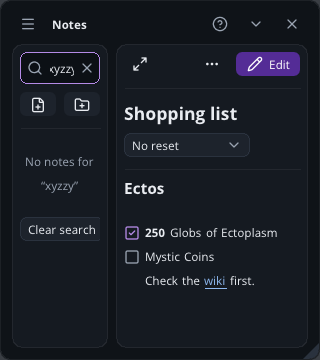 Notes
xyzzy
No notes for
“xyzzy”
Clear search
Edit
Shopping list
No reset
Ectos
250 Globs of Ectoplasm
Mystic Coins
Check the wiki first.